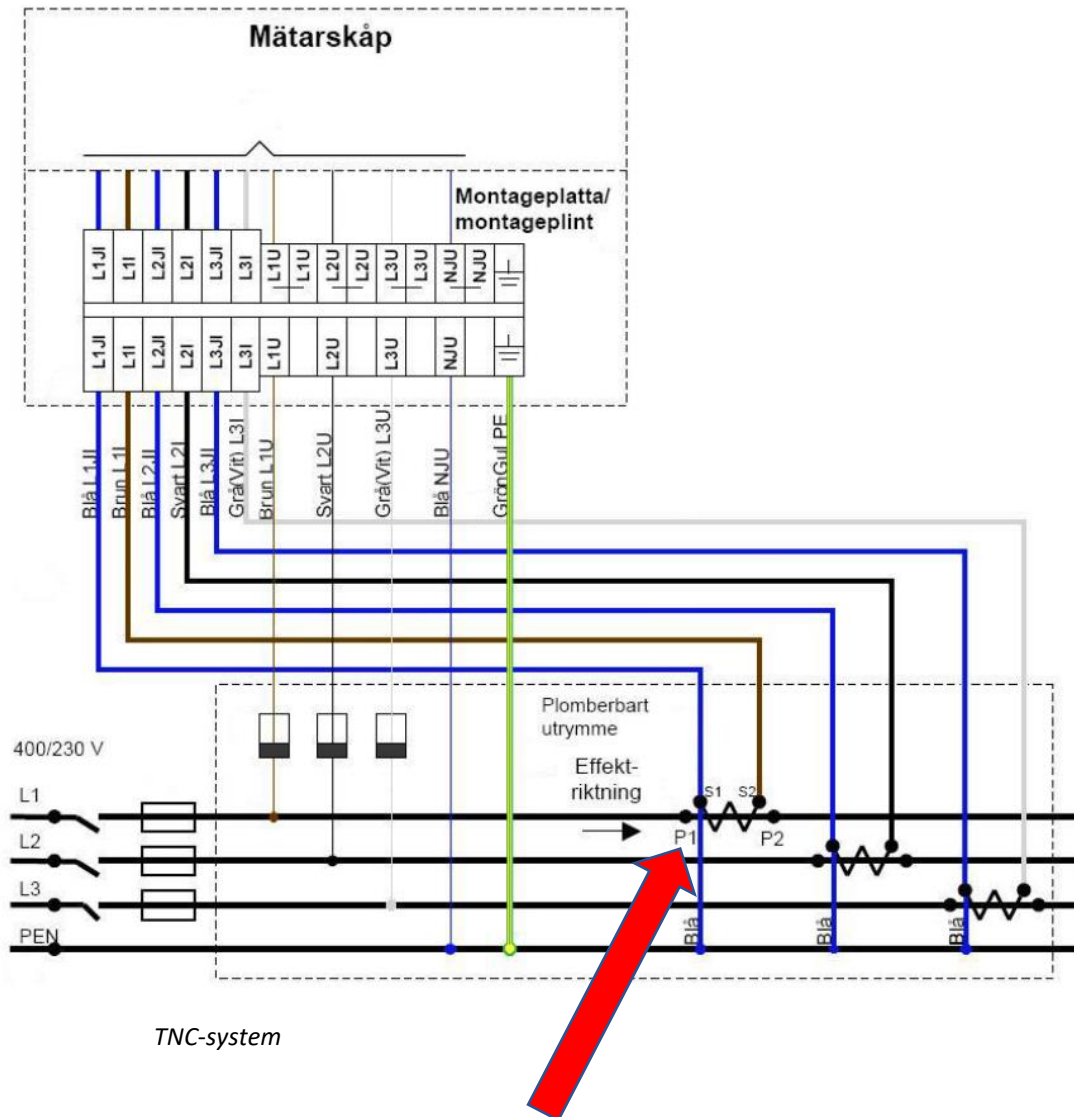 Mätarskåp
Montageplatta/
montageplint
L1JI L1I L2JI L2I L3JI L3I L1U L1U L2U L2U L3U L3U NJU NJU
L1JI L1I L2JI L2I L3JI L3I L1U L2U L3U NJU
Blå L1JI
Brun L1I
Blå L2JI
Svart L2I
Blå L3JI
Grå(Vit) L3I
Brun L1U
Svart L2U
Grå(Vit) L3U
Blå NJU
GrönGul PE
Plomberbart
utrymme
400/230 V
Effekt-
riktning
L1
S1 S2
P1 P2
L2
L3
PEN
Blå Blå Blå
TNC-system